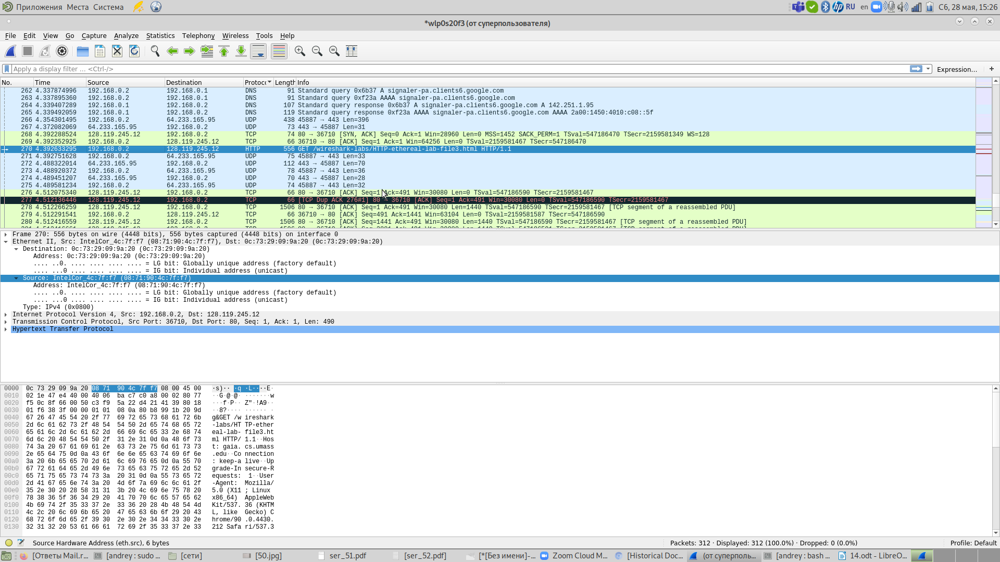 Приложения Места Система RU en Сб, 28 мая, 15:26
*wlp0s20f3 (от суперпользователя)
File Edit View Go Capture Analyze Statistics Telephony Wireless Tools Help
Apply a display filter ... <Ctrl-/> Expression... +
No. Time Source Destination Protoc Length Info
262 4.337874996 192.168.0.2 192.168.0.1 DNS 91 Standard query 0x6b37 A signaler-pa.clients6.google.com
263 4.337895360 192.168.0.2 192.168.0.1 DNS 91 Standard query 0xf23a AAAA signaler-pa.clients6.google.com
264 4.339407289 192.168.0.1 192.168.0.2 DNS 107 Standard query response 0x6b37 A signaler-pa.clients6.google.com A 142.251.1.95
265 4.339492059 192.168.0.1 192.168.0.2 DNS 119 Standard query response 0xf23a AAAA signaler-pa.clients6.google.com AAAA 2a00:1450:4010:c08::5f
266 4.354301495 192.168.0.2 64.233.165.95 UDP 438 45887 → 443 Len=396
267 4.372082069 64.233.165.95 192.168.0.2 UDP 73 443 → 45887 Len=31
268 4.392288524 128.119.245.12 192.168.0.2 TCP 74 80 → 36710 [SYN, ACK] Seq=0 Ack=1 Win=28960 Len=0 MSS=1452 SACK_PERM=1 TSval=547186470 TSecr=2159581349 WS=128
269 4.392352925 192.168.0.2 128.119.245.12 TCP 66 36710 → 80 [ACK] Seq=1 Ack=1 Win=64256 Len=0 TSval=2159581467 TSecr=547186470
270 4.392633295 192.168.0.2 128.119.245.12 HTTP 556 GET /wireshark-labs/HTTP-ethereal-lab-file3.html HTTP/1.1
271 4.392751628 192.168.0.2 64.233.165.95 UDP 75 45887 → 443 Len=33
272 4.488322014 64.233.165.95 192.168.0.2 UDP 112 443 → 45887 Len=70
273 4.488920372 192.168.0.2 64.233.165.95 UDP 78 45887 → 443 Len=36
274 4.489451207 64.233.165.95 192.168.0.2 UDP 70 443 → 45887 Len=28
275 4.489581234 192.168.0.2 64.233.165.95 UDP 74 45887 → 443 Len=32
276 4.512075340 128.119.245.12 192.168.0.2 TCP 66 80 → 36710 [ACK] Seq=1 Ack=491 Win=30080 Len=0 TSval=547186590 TSecr=2159581467
277 4.512136446 128.119.245.12 192.168.0.2 TCP 66 [TCP Dup ACK 276#1] 80 → 36710 [ACK] Seq=1 Ack=491 Win=30080 Len=0 TSval=547186590 TSecr=2159581467
278 4.512266259 128.119.245.12 192.168.0.2 TCP 1506 80 → 36710 [ACK] Seq=1 Ack=491 Win=30080 Len=1440 TSval=547186590 TSecr=2159581467 [TCP segment of a reassembled PDU]
279 4.512291541 192.168.0.2 128.119.245.12 TCP 66 36710 → 80 [ACK] Seq=491 Ack=1441 Win=63104 Len=0 TSval=2159581587 TSecr=547186590
280 4.512416559 128.119.245.12 192.168.0.2 TCP 1506 80 → 36710 [ACK] Seq=1441 Ack=491 Win=30080 Len=1440 TSval=547186590 TSecr=2159581467 [TCP segment of a reassembled PDU]
Frame 270: 556 bytes on wire (4448 bits), 556 bytes captured (4448 bits) on interface 0
Ethernet II, Src: IntelCor_4c:7f:f7 (08:71:90:4c:7f:f7), Dst: 0c:73:29:09:9a:20 (0c:73:29:09:9a:20)
Destination: 0c:73:29:09:9a:20 (0c:73:29:09:9a:20)
Address: 0c:73:29:09:9a:20 (0c:73:29:09:9a:20)
.... ..0. .... .... .... .... = LG bit: Globally unique address (factory default)
.... ...0 .... .... .... .... = IG bit: Individual address (unicast)
Source: IntelCor_4c:7f:f7 (08:71:90:4c:7f:f7)
Address: IntelCor_4c:7f:f7 (08:71:90:4c:7f:f7)
.... ..0. .... .... .... .... = LG bit: Globally unique address (factory default)
.... ...0 .... .... .... .... = IG bit: Individual address (unicast)
Type: IPv4 (0x0800)
Internet Protocol Version 4, Src: 192.168.0.2, Dst: 128.119.245.12
Transmission Control Protocol, Src Port: 36710, Dst Port: 80, Seq: 1, Ack: 1, Len: 490
Hypertext Transfer Protocol
0000 0c 73 29 09 9a 20 08 71 90 4c 7f f7 08 00 45 00 ·s)·· ·q ·L····E·
0010 02 1e 47 e4 40 00 40 06 ba c7 c0 a8 00 02 80 77 ··G·@·@· ·······w
0020 f5 0c 8f 66 00 50 c3 f9 5a 22 d4 21 41 39 80 18 ···f·P·· Z"·!A9··
0030 01 f6 38 3f 00 00 01 01 08 0a 80 b8 99 1b 20 9d ··8?···· ······ ·
0040 67 26 47 45 54 20 2f 77 69 72 65 73 68 61 72 6b g&GET /w ireshark
0050 2d 6c 61 62 73 2f 48 54 54 50 2d 65 74 68 65 72 -labs/HT TP-ether
0060 65 61 6c 2d 6c 61 62 2d 66 69 6c 65 33 2e 68 74 eal-lab- file3.ht
0070 6d 6c 20 48 54 54 50 2f 31 2e 31 0d 0a 48 6f 73 ml HTTP/ 1.1··Hos
0080 74 3a 20 67 61 69 61 2e 63 73 2e 75 6d 61 73 73 t: gaia. cs.umass
0090 2e 65 64 75 0d 0a 43 6f 6e 6e 65 63 74 69 6f 6e .edu··Co nnection
00a0 3a 20 6b 65 65 70 2d 61 6c 69 76 65 0d 0a 55 70 : keep-a live··Up
00b0 67 72 61 64 65 2d 49 6e 73 65 63 75 72 65 2d 52 grade-In secure-R
00c0 65 71 75 65 73 74 73 3a 20 31 0d 0a 55 73 65 72 equests: 1··User
00d0 2d 41 67 65 6e 74 3a 20 4d 6f 7a 69 6c 6c 61 2f -Agent: Mozilla/
00e0 35 2e 30 20 28 58 31 31 3b 20 4c 69 6e 75 78 20 5.0 (X11 ; Linux
00f0 78 38 36 5f 36 34 29 20 41 70 70 6c 65 57 65 62 x86_64) AppleWeb
0100 4b 69 74 2f 35 33 37 2e 33 36 20 28 4b 48 54 4d Kit/537. 36 (KHTM
0110 4c 2c 20 6c 69 6b 65 20 47 65 63 6b 6f 29 20 43 L, like Gecko) C
0120 68 72 6f 6d 65 2f 39 30 2e 30 2e 34 34 33 30 2e hrome/90 .0.4430.
0130 32 31 32 20 53 61 66 61 72 69 2f 35 33 37 2e 33 212 Safa ri/537.3
Source Hardware Address (eth.src), 6 bytes Packets: 312 · Displayed: 312 (100.0%) · Dropped: 0 (0.0%) Profile: Default
[Ответы Mail.r... [andrey : sudo ... [сети] [50.jpg] ser_51.pdf [ser_52.pdf] [*[Без имени]-... Zoom Cloud M... [Historical Doc... (от суперполь... [andrey : bash ... 14.odt - LibreO...